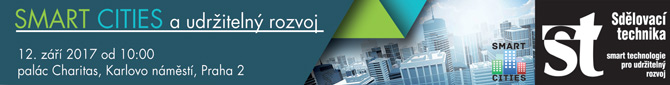 SMART CITIES a udržitelný rozvoj
12. září 2017 od 10:00
palác Charitas, Karlovo náměstí, Praha 2
SMART
CITIES
st
Sdělovací
technika
smart technologie
pro udržitelný
rozvoj